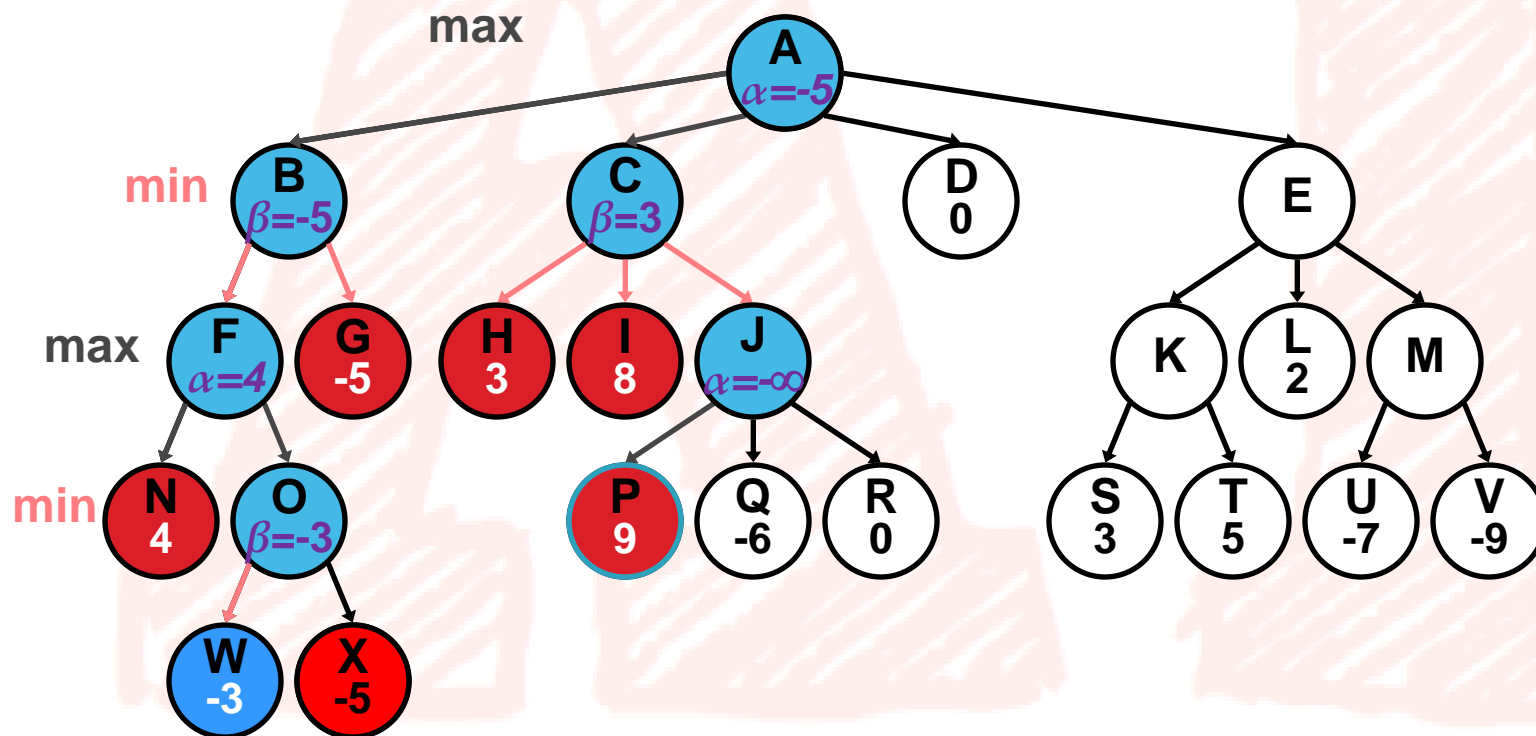 max
A
α=-5
min
B
β=-5
C
β=3
D
0
E
max
F
α=4
G
-5
H
3
I
8
J
α=-∞
K
L
2
M
min
N
4
O
β=-3
P
9
Q
-6
R
0
S
3
T
5
U
-7
V
-9
W
-3
X
-5